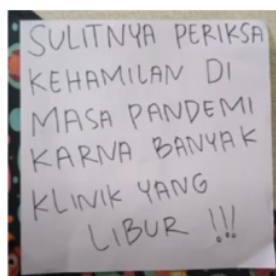 SULITNYA PERIKSA
KEHAMILAN DI
MASA PANDEMI
KARNA BANYAK
KLINIK YANG
LIBUR !!!